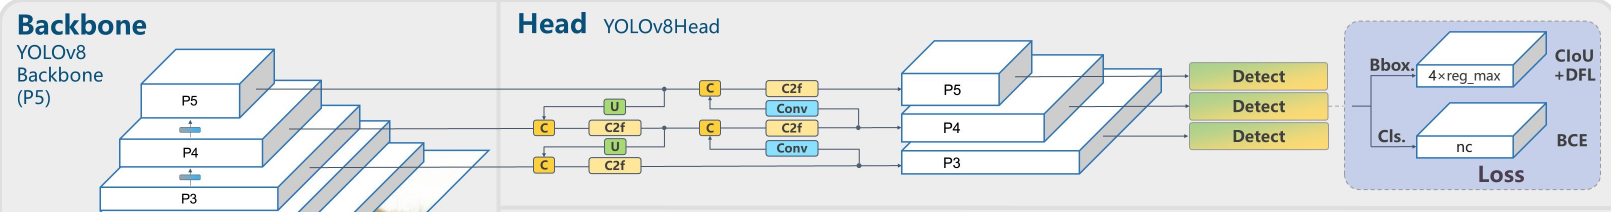 Backbone
YOLOv8
Backbone
(P5)
P5
P4
P3
Head YOLOv8Head
C C2f
U Conv
C C2f C C2f
U Conv
C C2f
P5
P4
P3
Detect
Detect
Detect
Bbox. 4×reg_max CIoU
+DFL
Cls. nc BCE
Loss